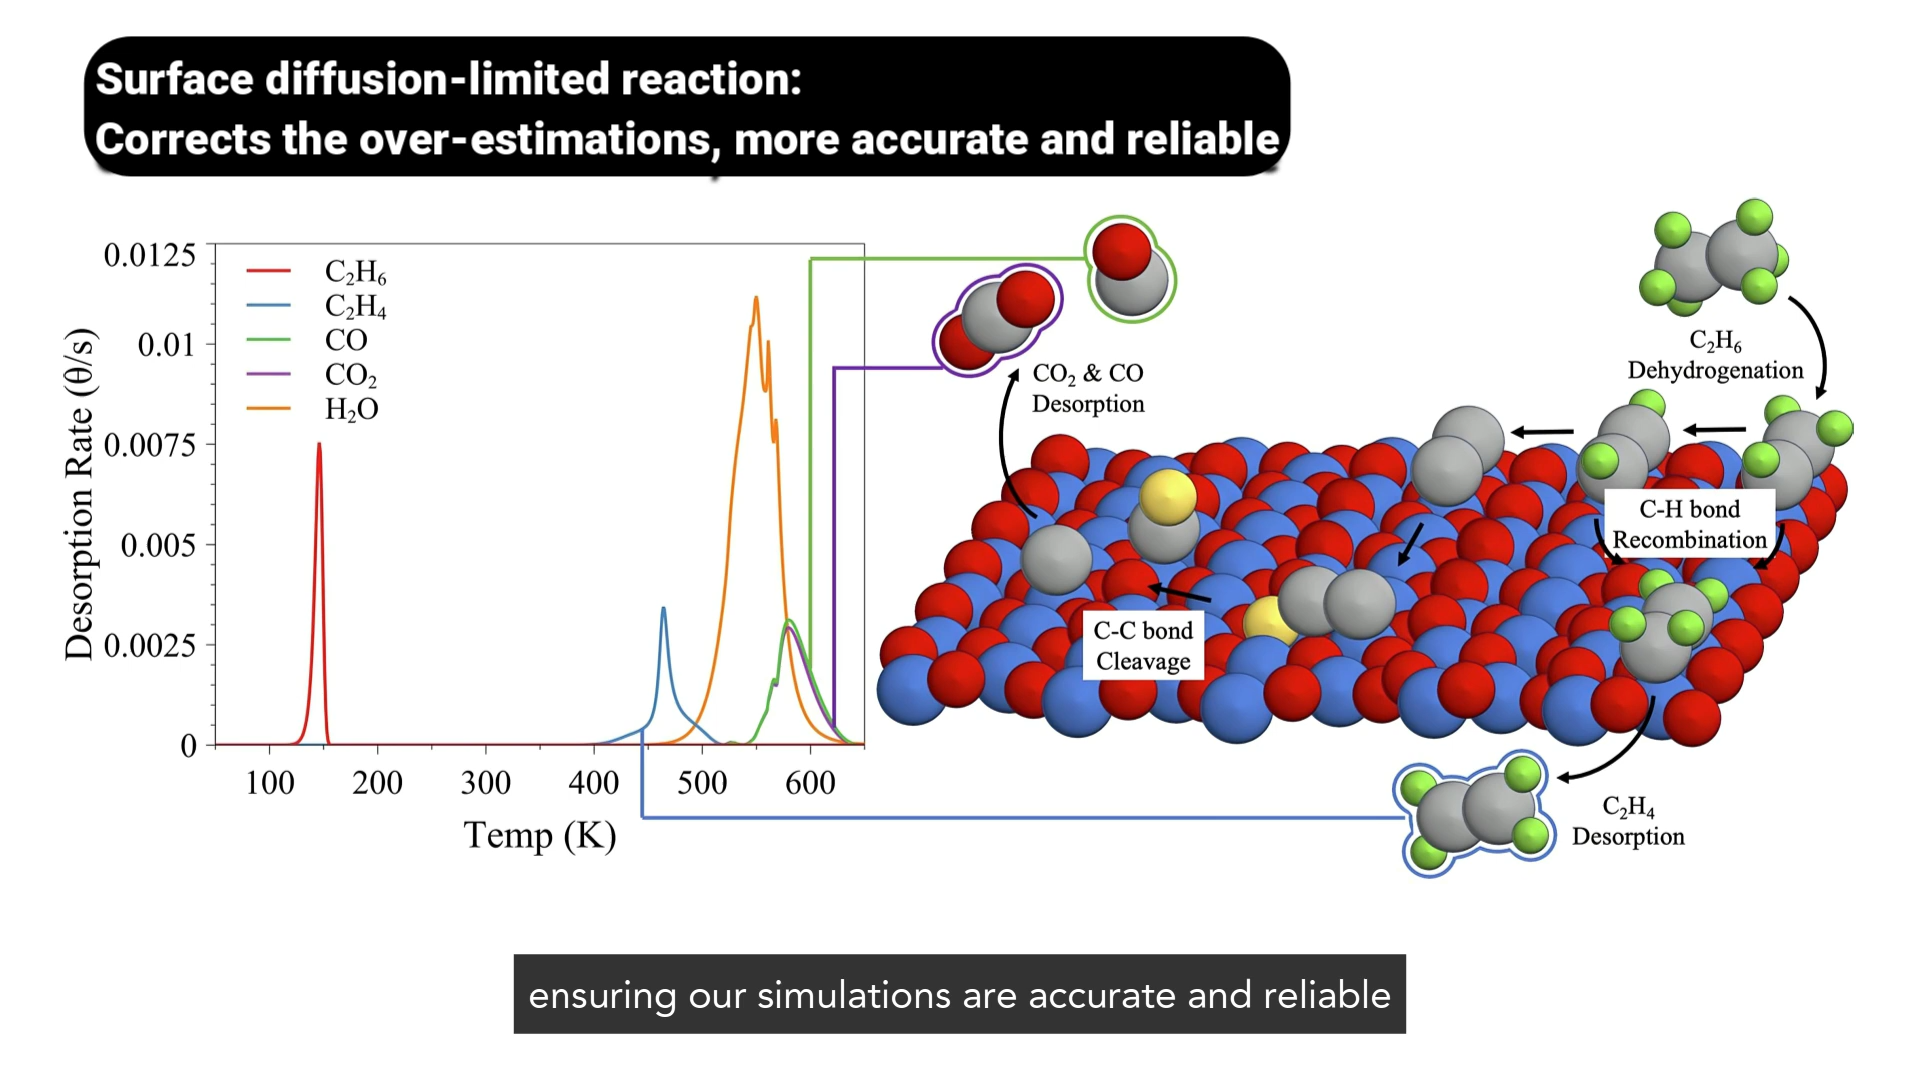 Surface diffusion-limited reaction:
Corrects the over-estimations, more accurate and reliable
0.0125
0.01
0.0075
0.005
0.0025
0
Desorption Rate (θ/s)
C₂H₆
C₂H₄
CO
CO₂
H₂O
100 200 300 400 500 600
Temp (K)
CO₂ & CO
Desorption
C₂H₆
Dehydrogenation
C-H bond
Recombination
C-C bond
Cleavage
C₂H₄
Desorption
ensuring our simulations are accurate and reliable